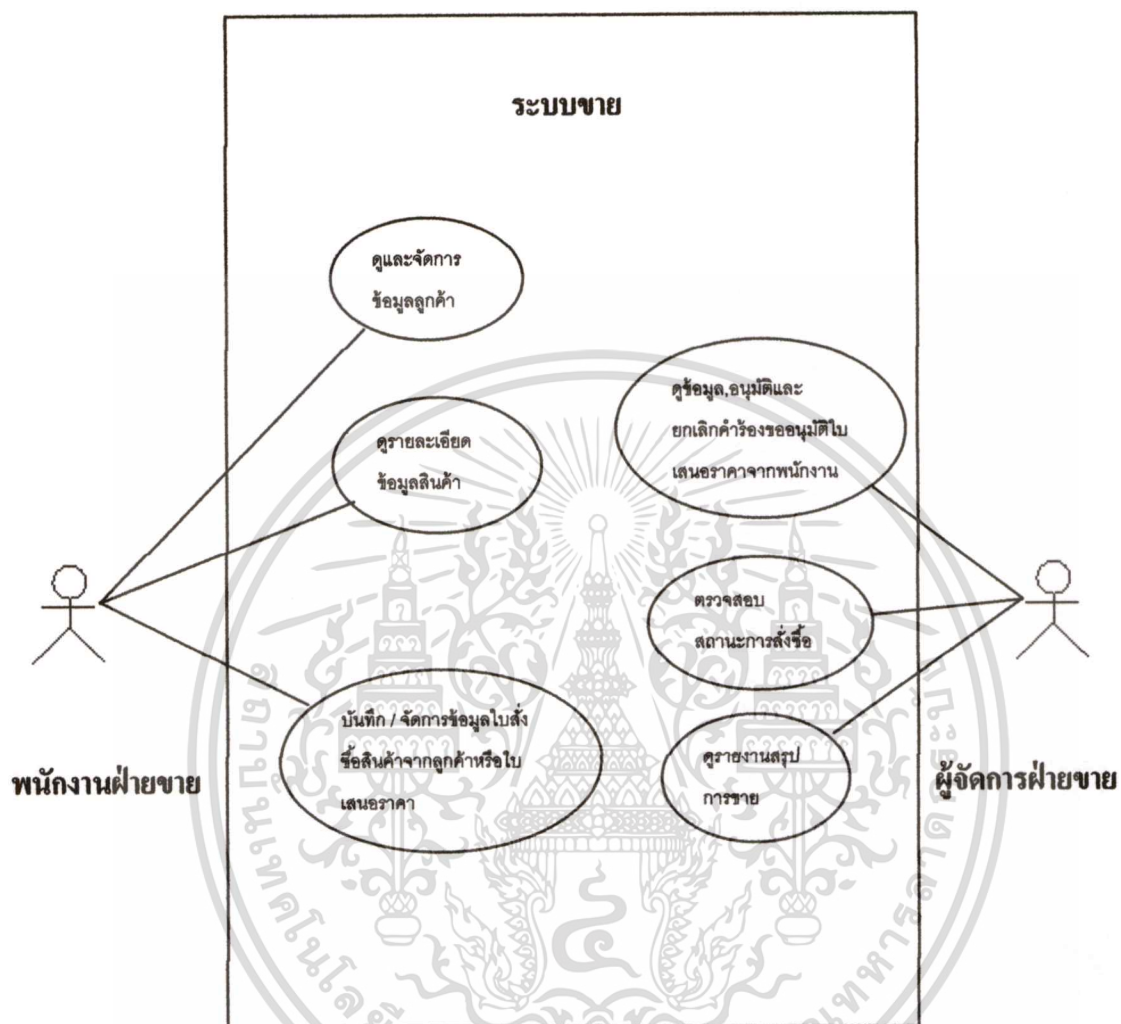 ระบบขาย
ดูและจัดการ
ข้อมูลลูกค้า
ดูรายละเอียด
ข้อมูลสินค้า
บันทึก / จัดการข้อมูลใบสั่ง
ซื้อสินค้าจากลูกค้าหรือใบ
เสนอราคา
พนักงานฝ่ายขาย
ดูข้อมูล,อนุมัติและ
ยกเลิกคำร้องขออนุมัติใบ
เสนอราคาจากพนักงาน
ตรวจสอบ
สถานะการสั่งซื้อ
ดูรายงานสรุป
การขาย
ผู้จัดการฝ่ายขาย